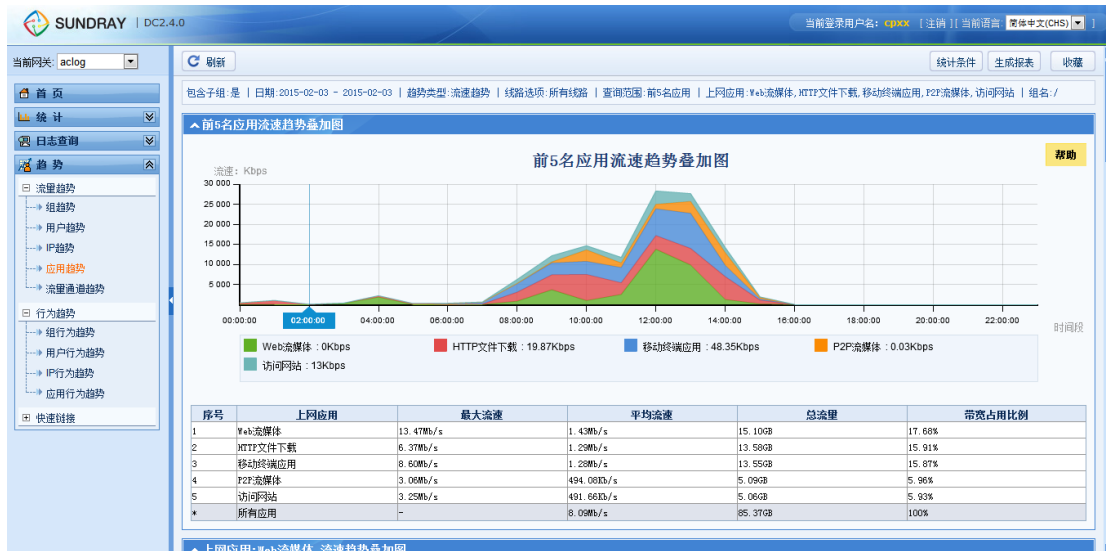 SUNDRAY | DC2.4.0
当前登录用户名: cpxx [ 注销 ][ 当前语言: 简体中文(CHS) ]
当前网关: aclog
刷新 统计条件 生成报表 收藏
首 页
统 计
日志查询
趋 势
流量趋势
组趋势
用户趋势
IP趋势
应用趋势
流量通道趋势
行为趋势
组行为趋势
用户行为趋势
IP行为趋势
应用行为趋势
快速链接
包含子组:是 | 日期:2015-02-03 - 2015-02-03 | 趋势类型:流速趋势 | 线路选项:所有线路 | 查询范围:前5名应用 | 上网应用:Web流媒体,HTTP文件下载,移动终端应用,P2P流媒体,访问网站 | 组名:/
前5名应用流速趋势叠加图
前5名应用流速趋势叠加图
帮助
流速: Kbps
30 000
25 000
20 000
15 000
10 000
5 000
00:00:00 02:00:00 04:00:00 06:00:00 08:00:00 10:00:00 12:00:00 14:00:00 16:00:00 18:00:00 20:00:00 22:00:00
时间段
Web流媒体 : 0Kbps HTTP文件下载 : 19.87Kbps 移动终端应用 : 48.35Kbps P2P流媒体 : 0.03Kbps
访问网站 : 13Kbps
序号 上网应用 最大流速 平均流速 总流量 带宽占用比例
1 Web流媒体 13.47Mb/s 1.43Mb/s 15.10GB 17.68%
2 HTTP文件下载 6.37Mb/s 1.29Mb/s 13.58GB 15.91%
3 移动终端应用 8.60Mb/s 1.28Mb/s 13.55GB 15.87%
4 P2P流媒体 3.06Mb/s 494.08Kb/s 5.09GB 5.96%
5 访问网站 3.25Mb/s 491.66Kb/s 5.06GB 5.93%
* 所有应用 - 8.09Mb/s 85.37GB 100%
上网应用:Web流媒体 流速趋势叠加图